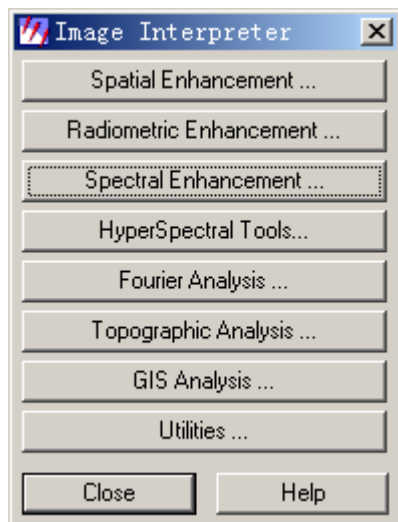 Image Interpreter
Spatial Enhancement ...
Radiometric Enhancement ...
Spectral Enhancement ...
HyperSpectral Tools...
Fourier Analysis ...
Topographic Analysis ...
GIS Analysis ...
Utilities ...
Close Help